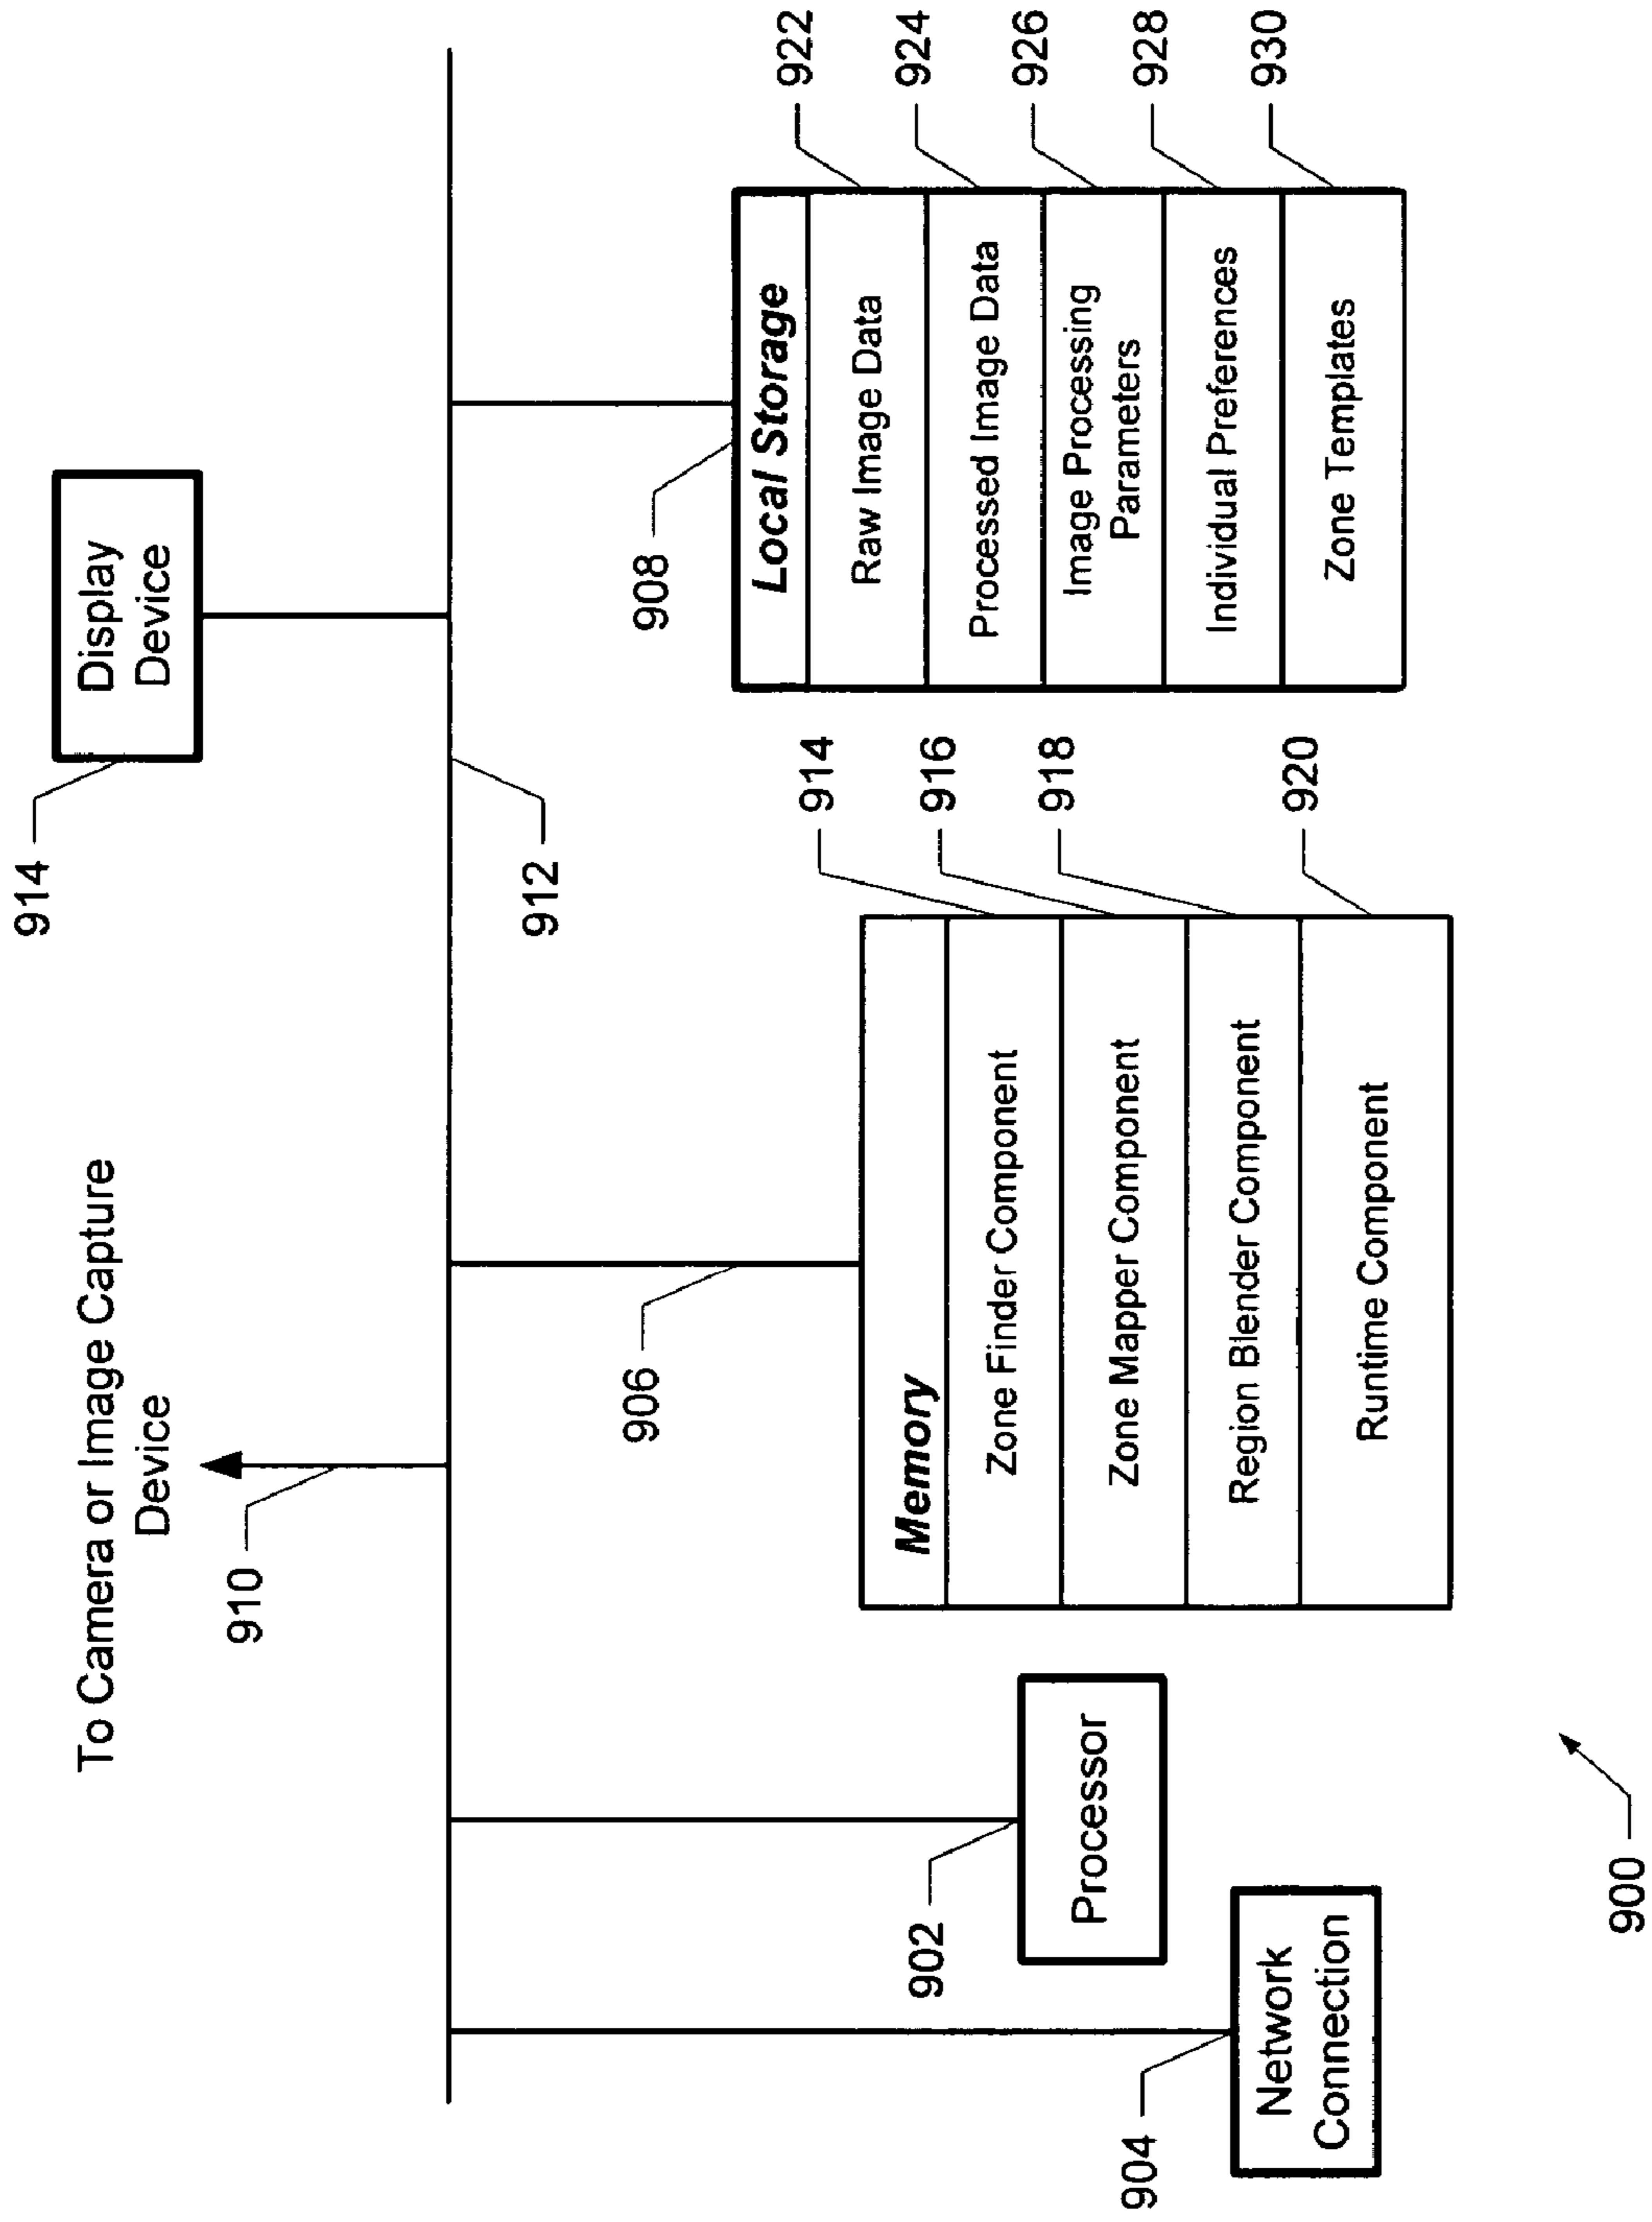 To Camera or Image Capture
Device
910
914
Display
Device
912
904
Network
Connection
902
Processor
906
Memory
Zone Finder Component
Zone Mapper Component
Region Blender Component
Runtime Component
914
916
918
920
908
Local Storage
Raw Image Data
Processed Image Data
Image Processing
Parameters
Individual Preferences
Zone Templates
922
924
926
928
930
900